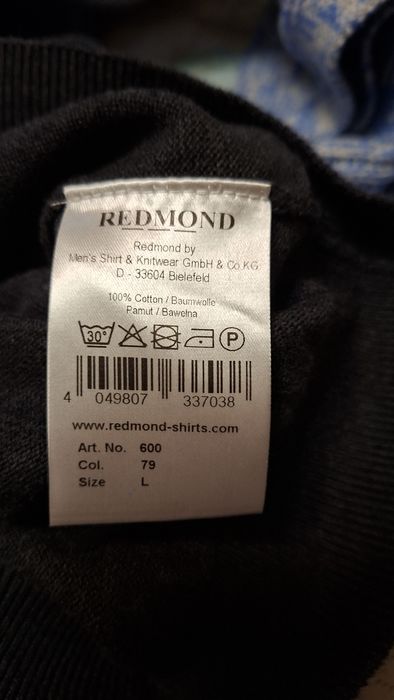 REDMOND
Redmond by
Men's Shirt & Knitwear GmbH & Co KG
D - 33604 Bielefeld
100% Cotton / Baumwolle
Pamut / Bawełna
30° P
4 049807 337038
www.redmond-shirts.com
Art. No. 600
Col. 79
Size L